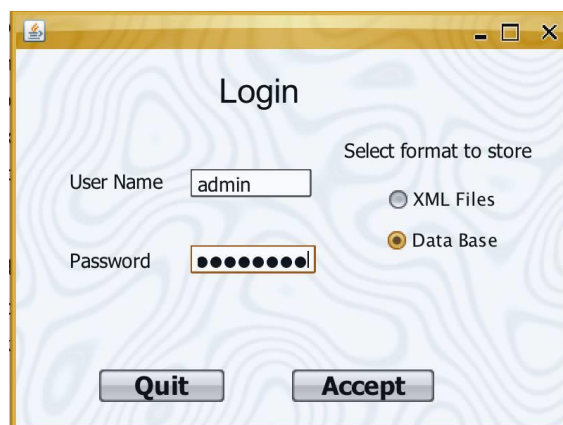 Login
Select format to store
User Name
admin
XML Files
Data Base
Password
●●●●●●●●●
Quit
Accept